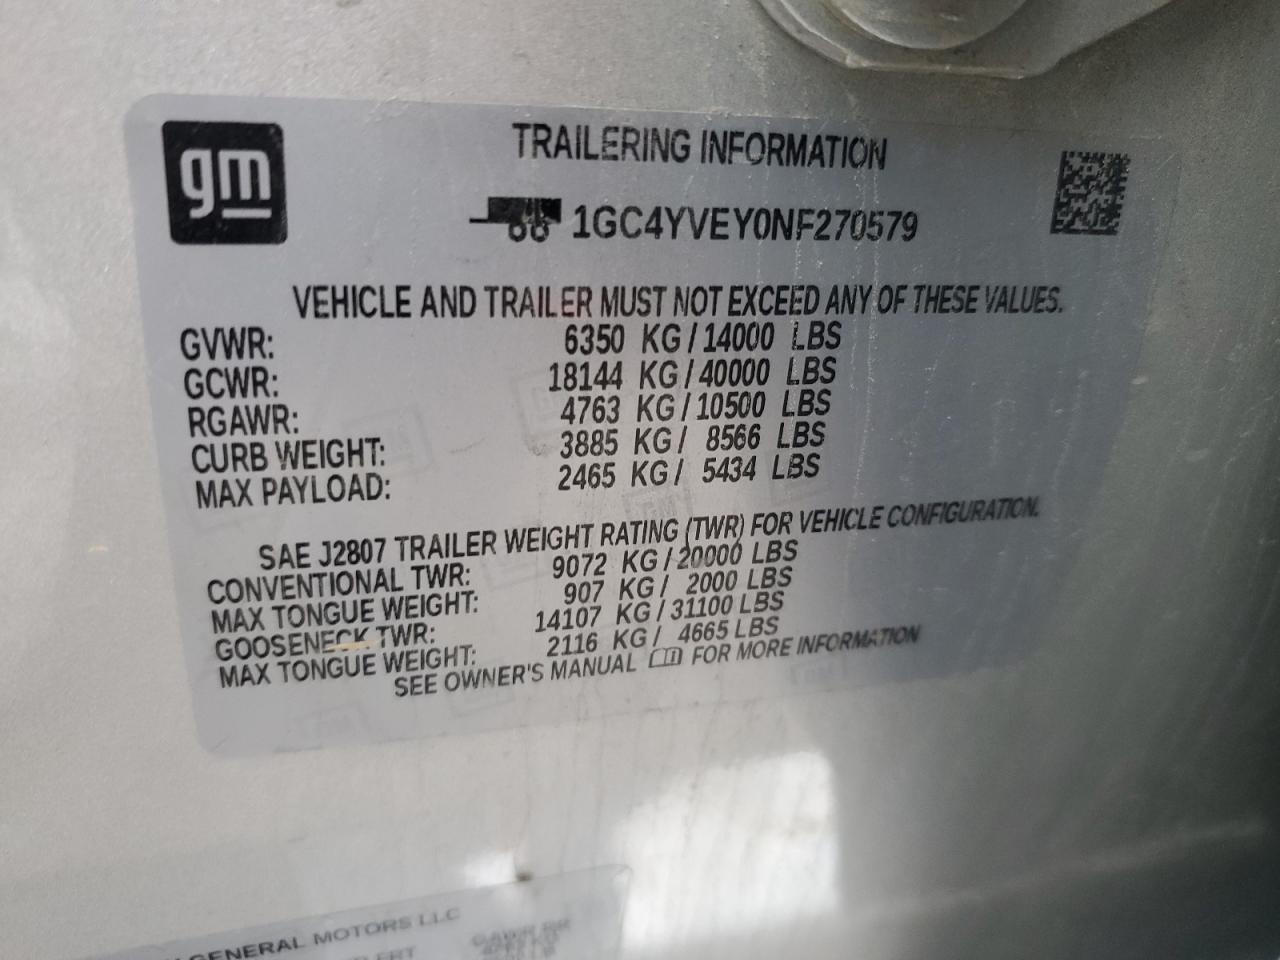 gm
TRAILERING INFORMATION
1GC4YVEY0NF270579
VEHICLE AND TRAILER MUST NOT EXCEED ANY OF THESE VALUES.
GVWR: 6350 KG / 14000 LBS
GCWR: 18144 KG / 40000 LBS
RGAWR: 4763 KG / 10500 LBS
CURB WEIGHT: 3885 KG / 8566 LBS
MAX PAYLOAD: 2465 KG / 5434 LBS
SAE J2807 TRAILER WEIGHT RATING (TWR) FOR VEHICLE CONFIGURATION.
CONVENTIONAL TWR: 9072 KG / 20000 LBS
MAX TONGUE WEIGHT: 907 KG / 2000 LBS
GOOSENECK TWR: 14107 KG / 31100 LBS
MAX TONGUE WEIGHT: 2116 KG / 4665 LBS
SEE OWNER'S MANUAL FOR MORE INFORMATION
GENERAL MOTORS LLC